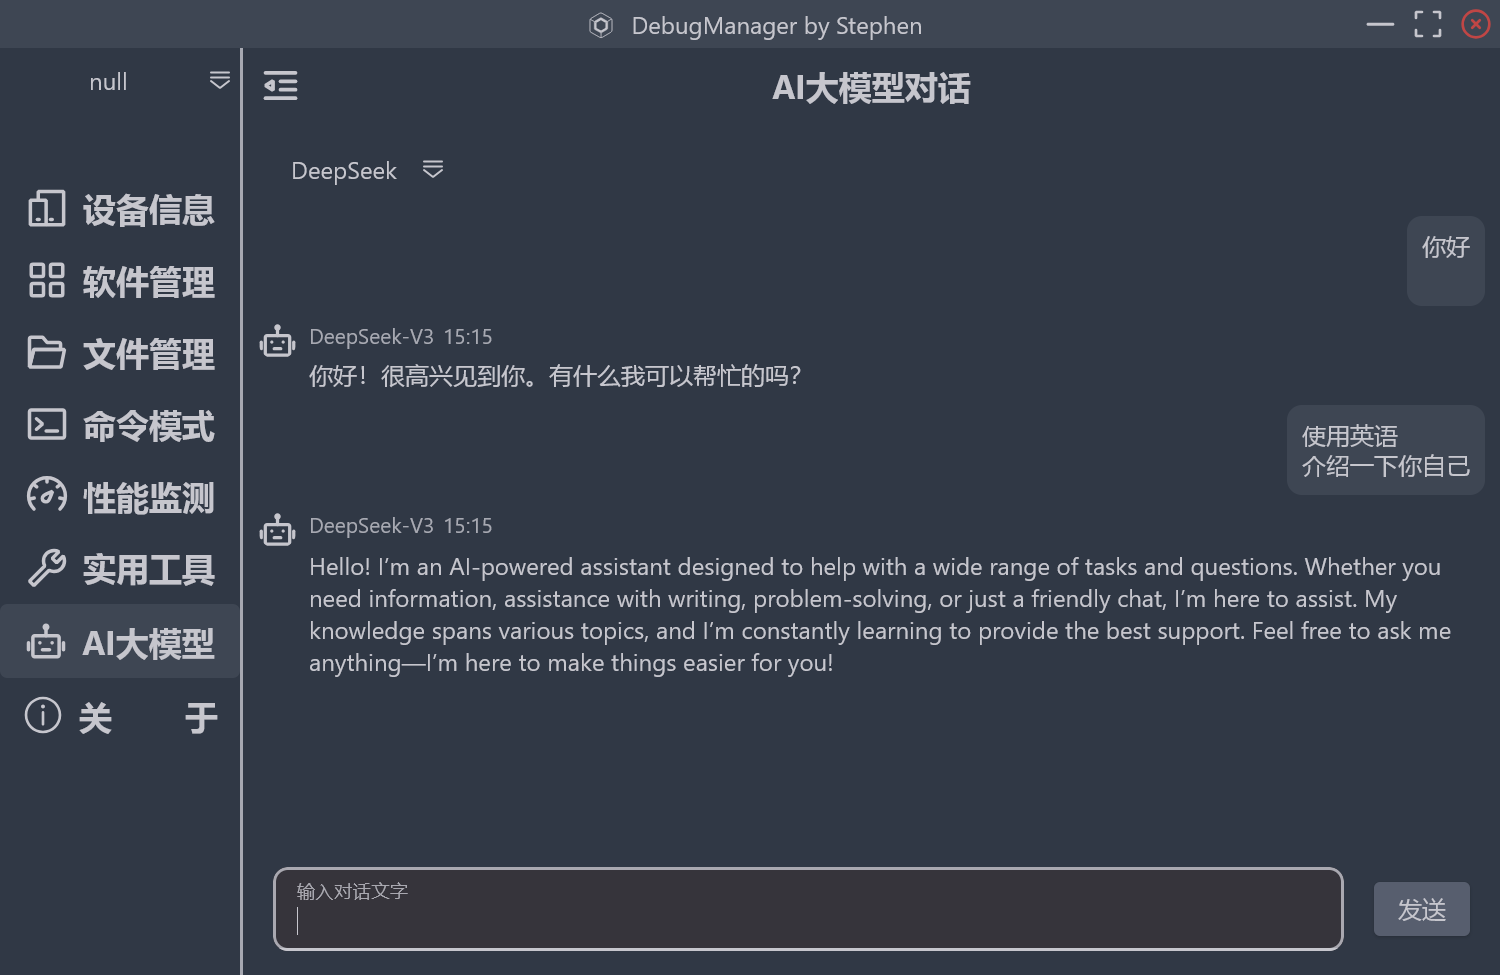 DebugManager by Stephen
null
设备信息
软件管理
文件管理
命令模式
性能监测
实用工具
AI大模型
关 于
AI大模型对话
DeepSeek
你好
DeepSeek-V3 15:15
你好！很高兴见到你。有什么我可以帮忙的吗？
使用英语
介绍一下你自己
DeepSeek-V3 15:15
Hello! I’m an AI-powered assistant designed to help with a wide range of tasks and questions. Whether you
need information, assistance with writing, problem-solving, or just a friendly chat, I’m here to assist. My
knowledge spans various topics, and I’m constantly learning to provide the best support. Feel free to ask me
anything—I’m here to make things easier for you!
输入对话文字
发送